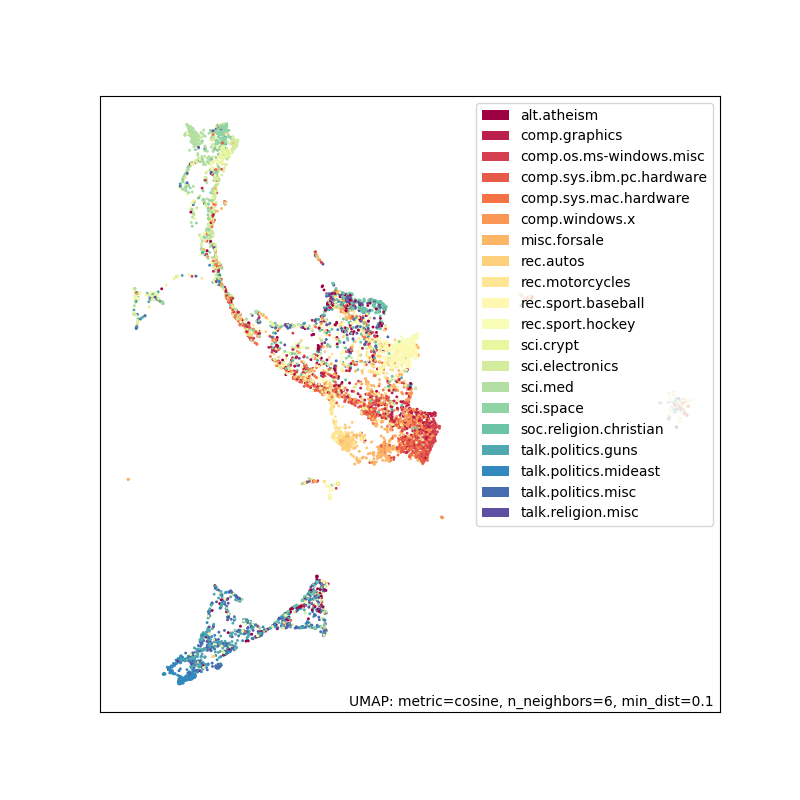 alt.atheism
comp.graphics
comp.os.ms-windows.misc
comp.sys.ibm.pc.hardware
comp.sys.mac.hardware
comp.windows.x
misc.forsale
rec.autos
rec.motorcycles
rec.sport.baseball
rec.sport.hockey
sci.crypt
sci.electronics
sci.med
sci.space
soc.religion.christian
talk.politics.guns
talk.politics.mideast
talk.politics.misc
talk.religion.misc
UMAP: metric=cosine, n_neighbors=6, min_dist=0.1